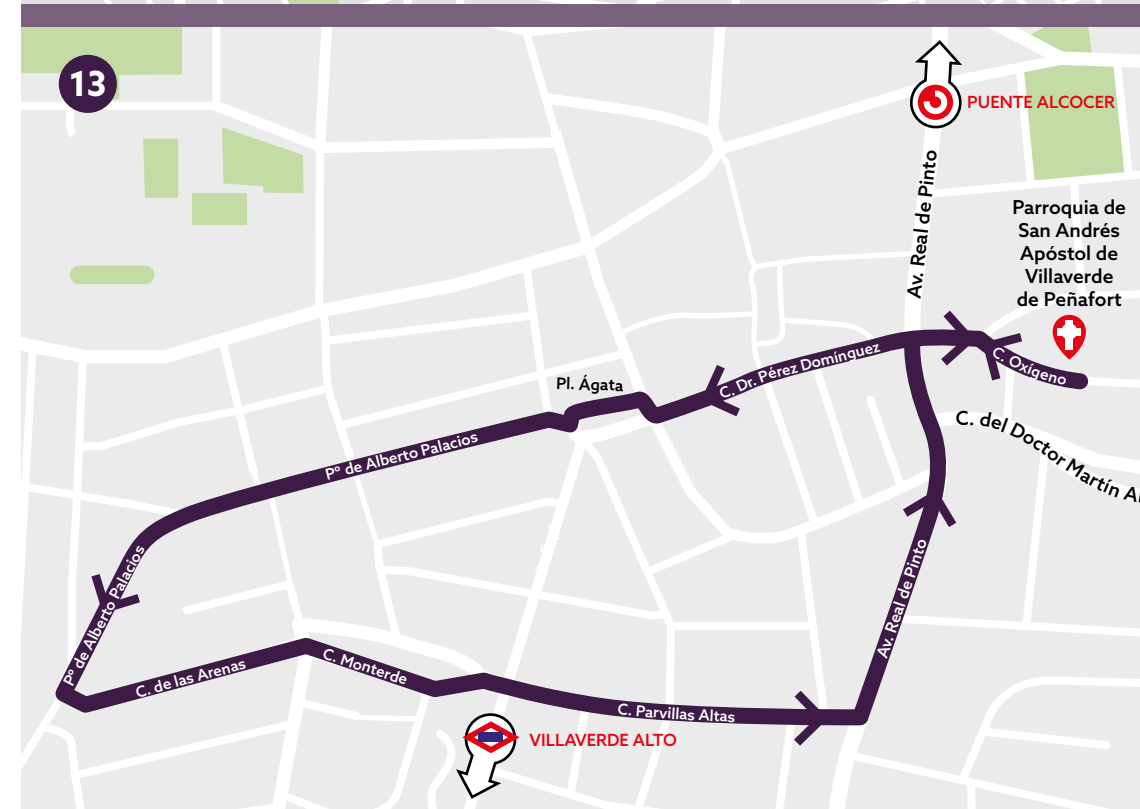 13
PUENTE ALCOCER
Av. Real de Pinto
Parroquia de
San Andrés
Apóstol de
Villaverde
de Peñafort
C. Oxígeno
C. Dr. Pérez Domínguez
Pl. Ágata
C. del Doctor Martín
Pº de Alberto Palacios
Pº de Alberto Palacios
Av. Real de Pinto
C. de las Arenas
C. Monterde
C. Parvillas Altas
VILLAVERDE ALTO